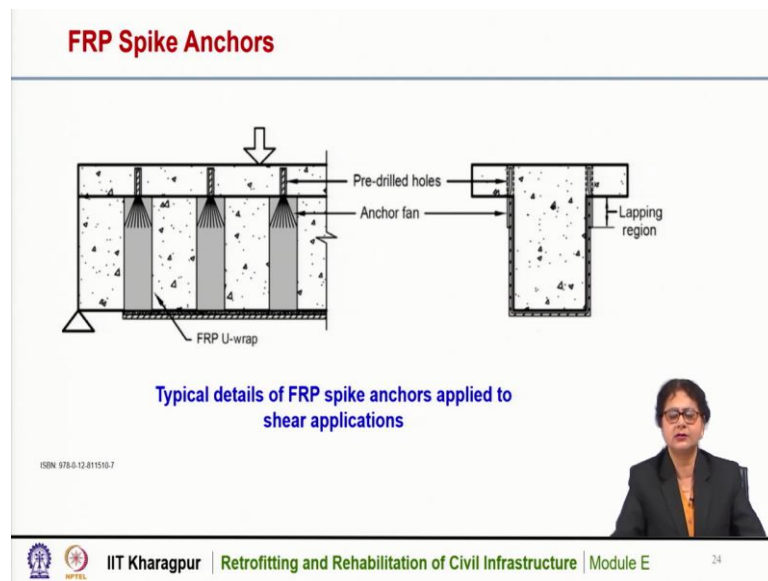 FRP Spike Anchors
Pre-drilled holes
Anchor fan
Lapping
region
FRP U-wrap
Typical details of FRP spike anchors applied to
shear applications
ISBN: 978-0-12-811510-7
NPTEL
IIT Kharagpur | Retrofitting and Rehabilitation of Civil Infrastructure | Module E
24